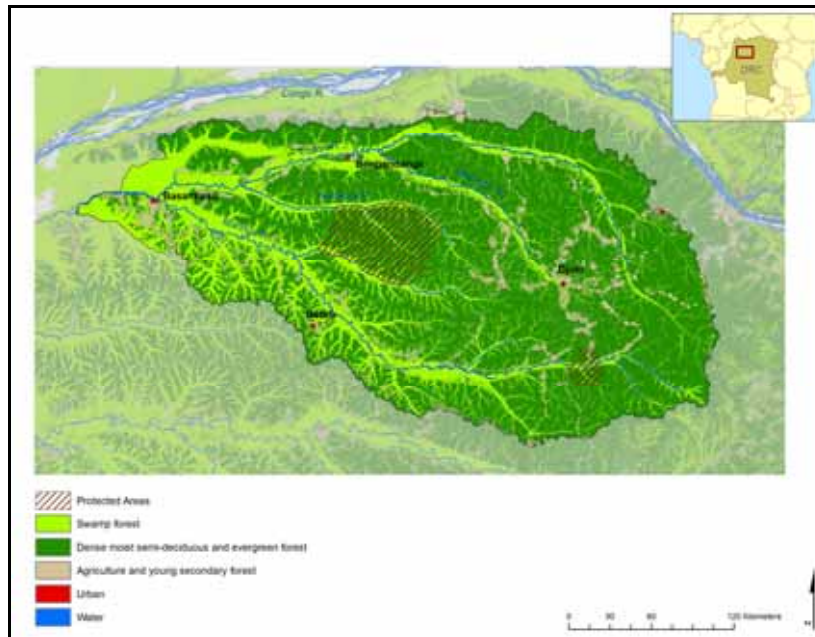 DRC
Congo R.
Basankusu
Djolu
Protected Areas
Swamp forest
Dense moist semi-deciduous and evergreen forest
Agriculture and young secondary forest
Urban
Water
0 30 60 120 Kilometers
N